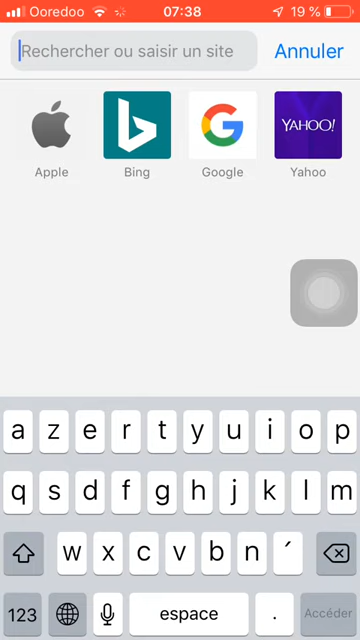 Ooredoo 07:38 19 %
Rechercher ou saisir un site Annuler
YAHOO!
Apple Bing Google Yahoo
a z e r t y u i o p
q s d f g h j k l m
w x c v b n ´
123 espace . Accéder